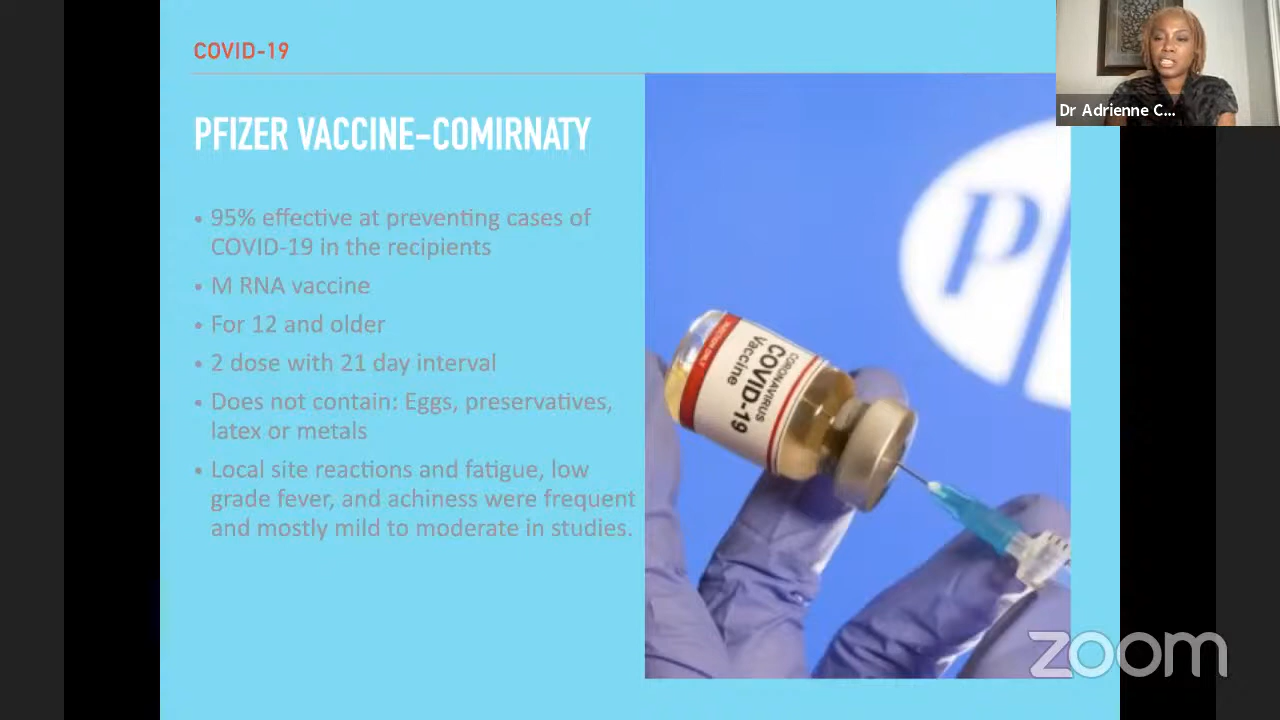 COVID-19
Dr Adrienne C...
PFIZER VACCINE-COMIRNATY
• 95% effective at preventing cases of
COVID-19 in the recipients
• M RNA vaccine
• For 12 and older
• 2 dose with 21 day interval
• Does not contain: Eggs, preservatives,
latex or metals
• Local site reactions and fatigue, low
grade fever, and achiness were frequent
and mostly mild to moderate in studies.
P
INJECTION ONLY
CORONAVIRUS
COVID-19
Vaccine
zoom